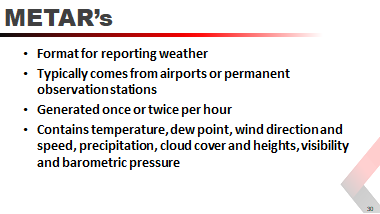 METAR's
• Format for reporting weather
• Typically comes from airports or permanent
observation stations
• Generated once or twice per hour
• Contains temperature, dew point, wind direction and
speed, precipitation, cloud cover and heights, visibility
and barometric pressure
30